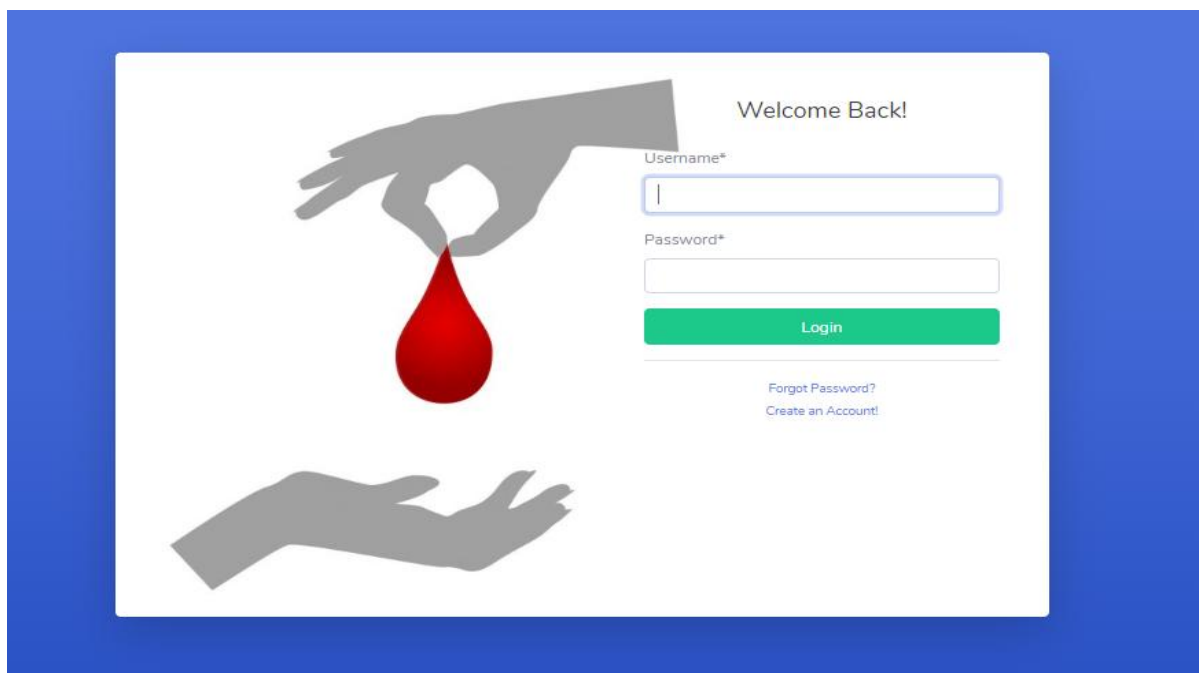 Welcome Back!
Username*
Password*
Login
Forgot Password?
Create an Account!